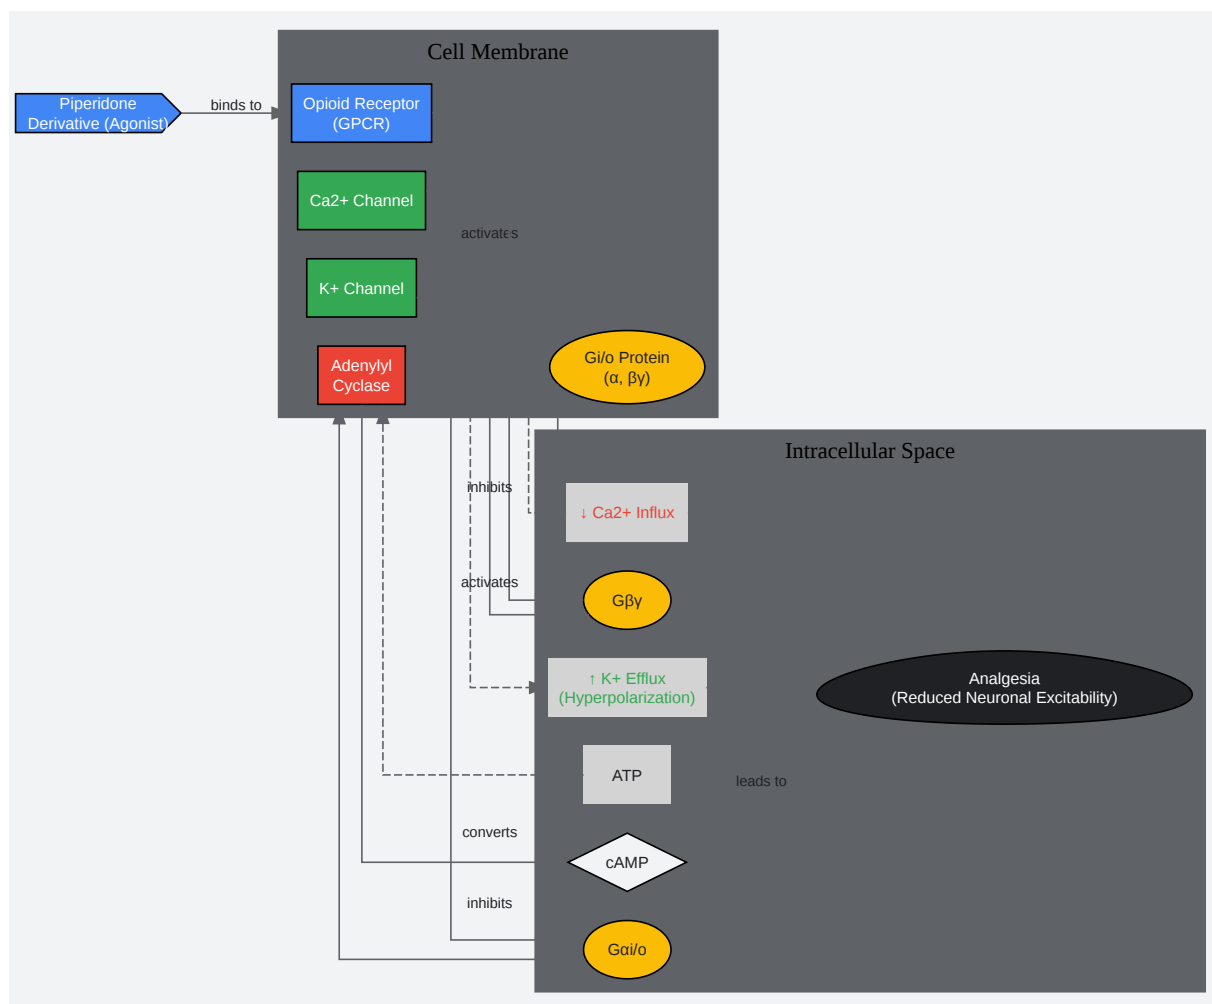 Cell Membrane
Piperidone
Derivative (Agonist)
binds to
Opioid Receptor
(GPCR)
Ca2+ Channel
activates
K+ Channel
Adenylyl
Cyclase
Gi/o Protein
(α, βγ)
Intracellular Space
inhibits
↓ Ca2+ Influx
activates
Gβγ
↑ K+ Efflux
(Hyperpolarization)
Analgesia
(Reduced Neuronal Excitability)
ATP
leads to
converts
cAMP
inhibits
Gαi/o